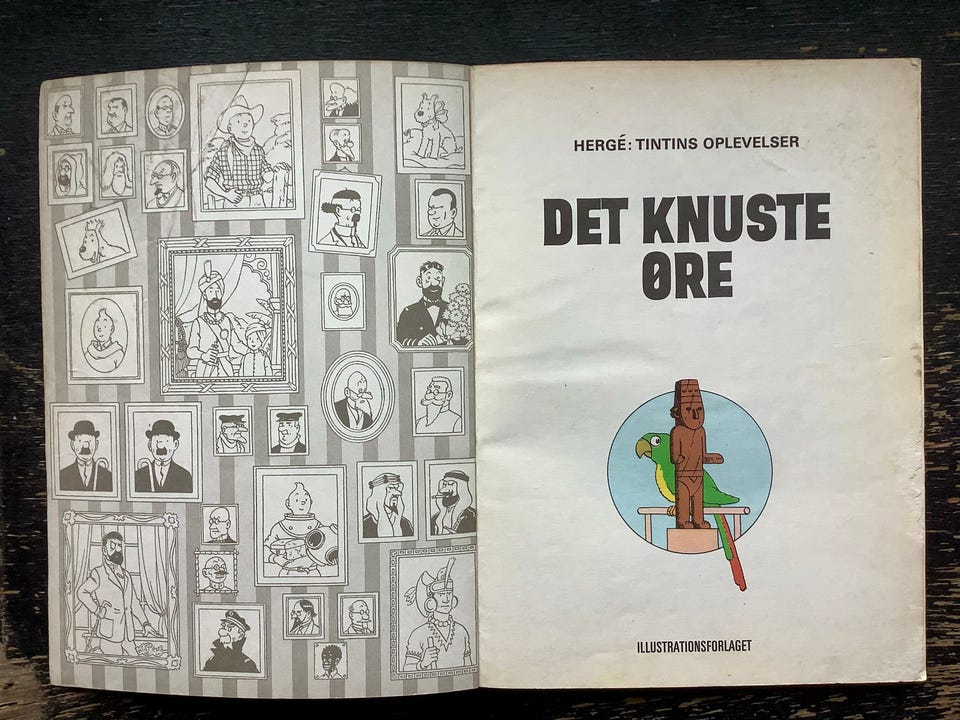 HERGÉ: TINTINS OPLEVELSER
DET KNUSTE
ØRE
ILLUSTRATIONSFORLAGET